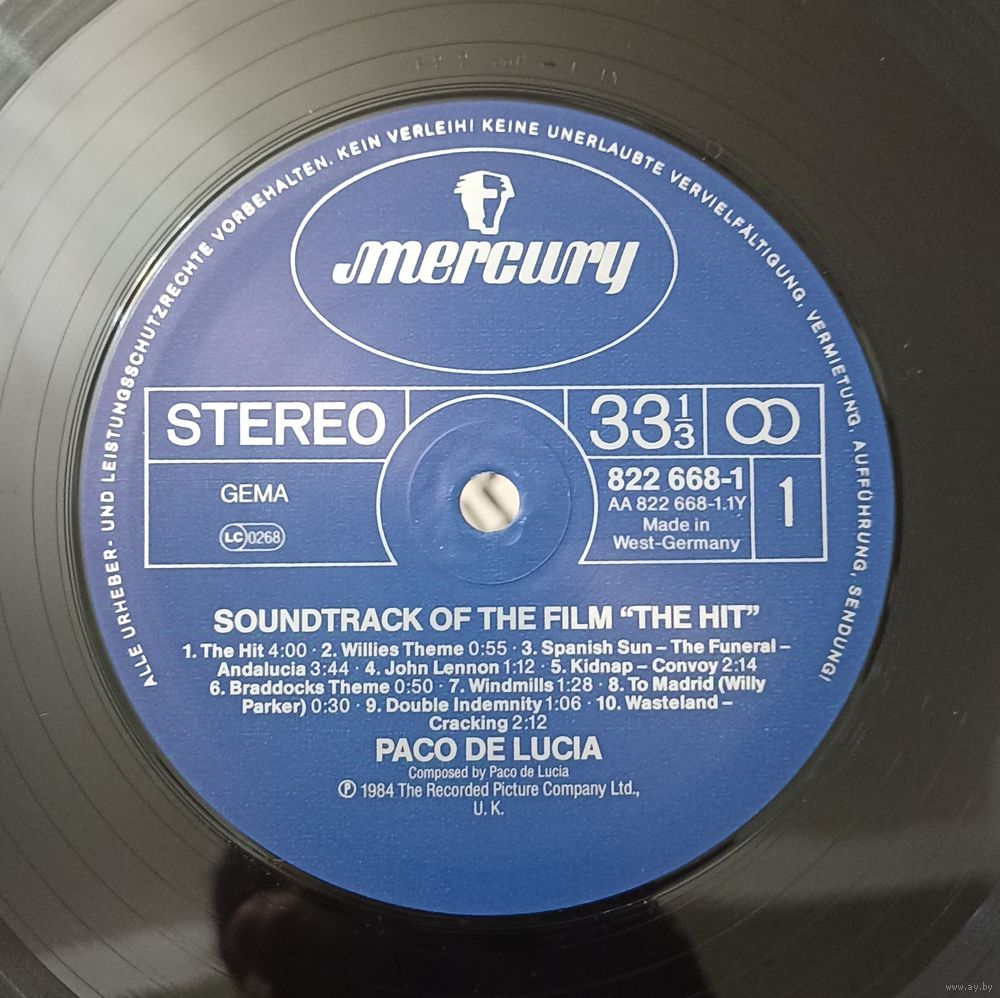 ALLE URHEBER- UND LEISTUNGSSCHUTZRECHTE VORBEHALTEN. KEIN VERLEIH! KEINE UNERLAUBTE VERVIELFÄLTIGUNG, VERMIETUNG, AUFFÜHRUNG, SENDUNG!
mercury
STEREO
33 1/3
GEMA
LC 0268
822 668-1
AA 822 668-1.1Y
Made in
West-Germany
1
SOUNDTRACK OF THE FILM “THE HIT”
1. The Hit 4:00 · 2. Willies Theme 0:55 · 3. Spanish Sun – The Funeral –
Andalucia 3:44 · 4. John Lennon 1:12 · 5. Kidnap – Convoy 2:14
6. Braddocks Theme 0:50 · 7. Windmills 1:28 · 8. To Madrid (Willy
Parker) 0:30 · 9. Double Indemnity 1:06 · 10. Wasteland –
Cracking 2:12
PACO DE LUCIA
Composed by Paco de Lucia
℗ 1984 The Recorded Picture Company Ltd.,
U. K.
www.ay.by